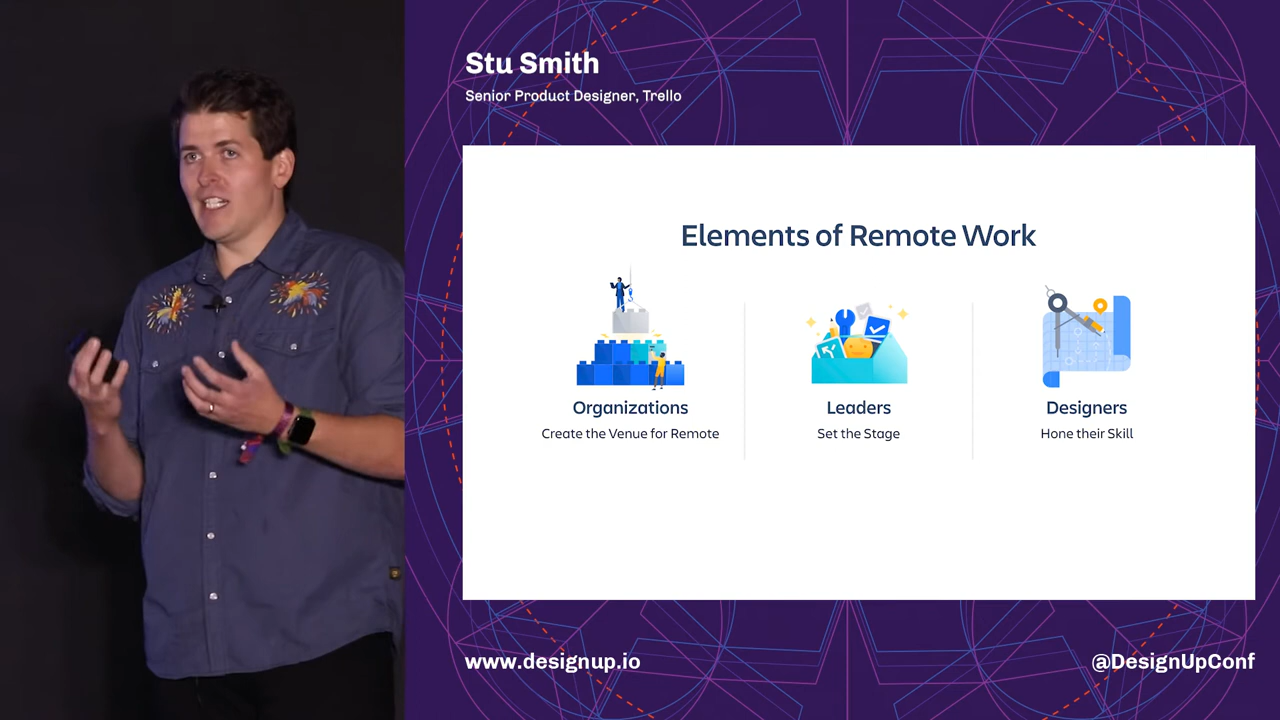 Stu Smith
Senior Product Designer, Trello
Elements of Remote Work
Organizations
Create the Venue for Remote
Leaders
Set the Stage
Designers
Hone their Skill
www.designup.io
@DesignUpConf